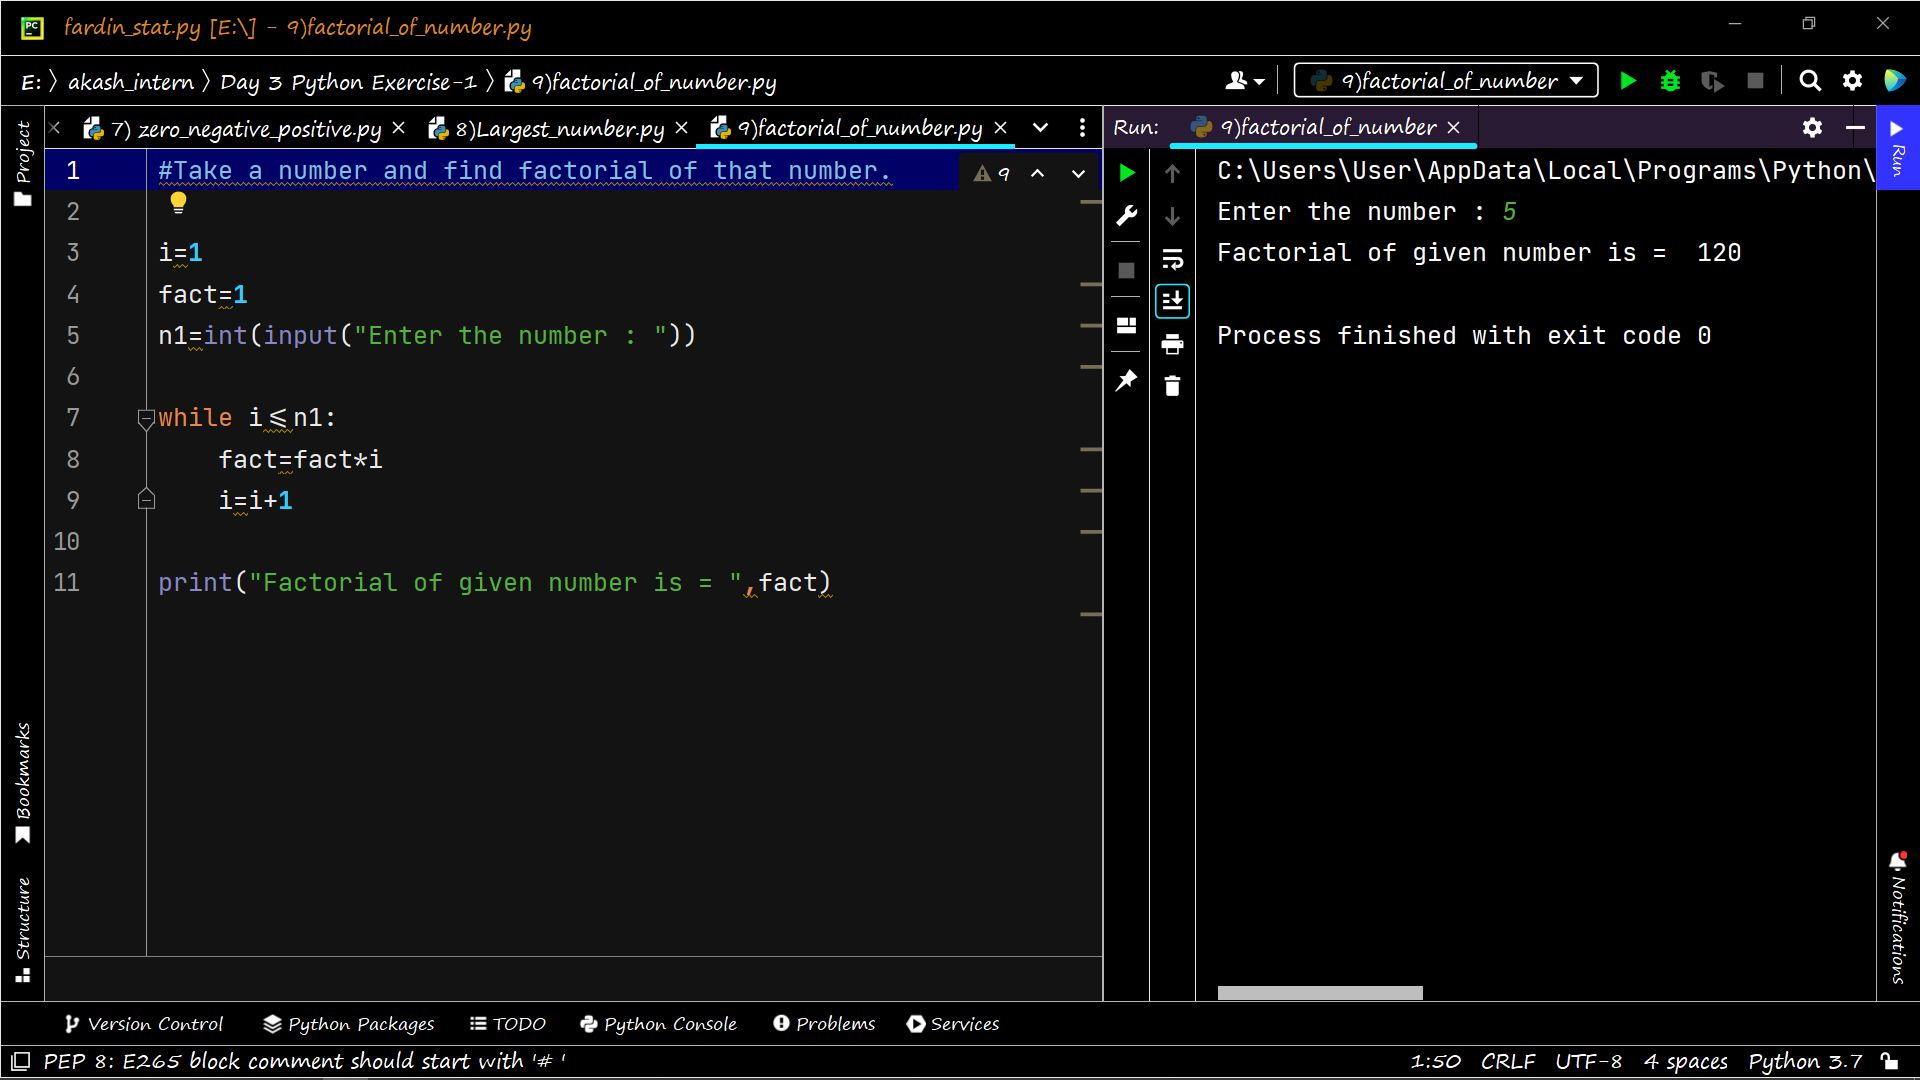 fardin_stat.py [E:\] - 9)factorial_of_number.py
E: akash_intern Day 3 Python Exercise-1 9)factorial_of_number.py 9)factorial_of_number
7) zero_negative_positive.py 8)Largest_number.py 9)factorial_of_number.py
Project
1 #Take a number and find factorial of that number. 9
2
3 i=1
4 fact=1
5 n1=int(input("Enter the number : "))
6
7 while i<=n1:
8 fact=fact*i
9 i=i+1
10
11 print("Factorial of given number is = ",fact)
Run: 9)factorial_of_number
C:\Users\User\AppData\Local\Programs\Python\
Enter the number : 5
Factorial of given number is =  120
Process finished with exit code 0
Run
Notifications
Bookmarks
Structure
Version Control Python Packages TODO Python Console Problems Services
PEP 8: E265 block comment should start with '# ' 1:50 CRLF UTF-8 4 spaces Python 3.7